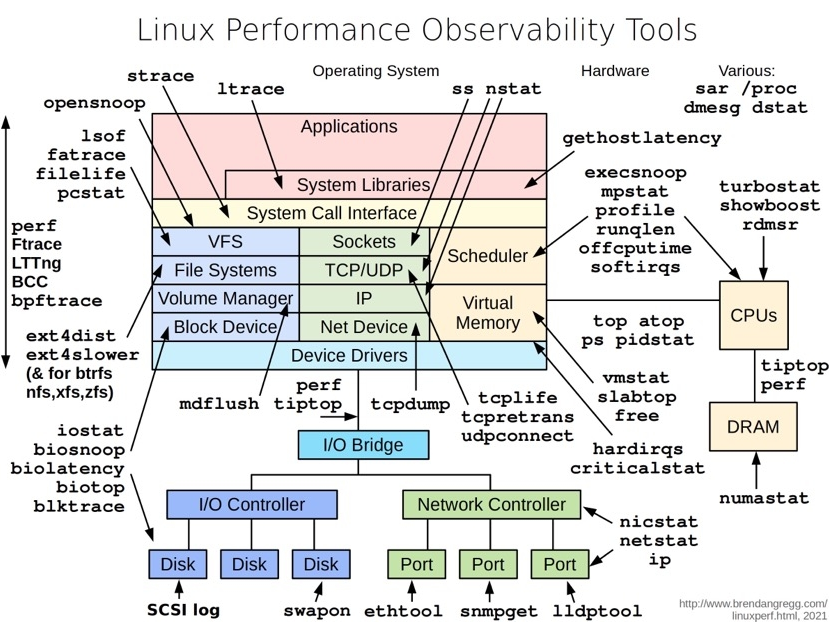 Linux Performance Observability Tools
Operating System
Hardware
Various:
sar /proc
dmesg dstat
strace
ltrace
ss nstat
opensnoop
lsof
fatrace
filelife
pcstat
gethostlatency
Applications
System Libraries
System Call Interface
VFS
Sockets
Scheduler
File Systems
TCP/UDP
Volume Manager
IP
Virtual
Memory
Block Device
Net Device
Device Drivers
perf
Ftrace
LTTng
BCC
bpftrace
execsnoop
mpstat
profile
runqlen
offcputime
softirqs
turbostat
showboost
rdmsr
CPUs
top atop
ps pidstat
tiptop
perf
DRAM
numastat
ext4dist
ext4slower
(& for btrfs
nfs,xfs,zfs)
mdflush
perf
tiptop
tcpdump
tcplife
tcpretrans
udpconnect
vmstat
slabtop
free
hardirqs
criticalstat
iostat
biosnoop
biolatency
biotop
blktrace
I/O Bridge
I/O Controller
Network Controller
nicstat
netstat
ip
Disk
Disk
Disk
Port
Port
Port
SCSI log
swapon
ethtool
snmpget
lldptool
http://www.brendangregg.com/
linuxperf.html, 2021